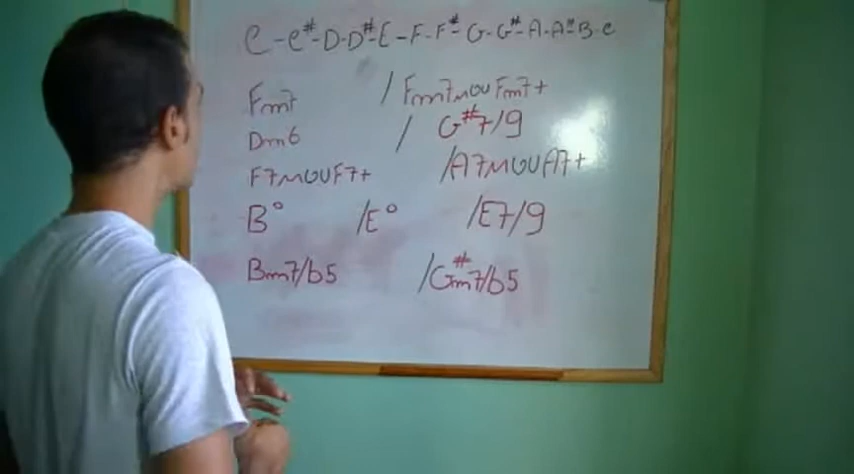 C-C#-D-D#-E-F-F#-G-G#-A-A#-B-C
Fm7 / Fm7M OU Fm7+
Dm6 / G#7/9
F7M OU F7+ / A7M OU A7+
B° / E° / E7/9
Bm7/b5 / G#m7/b5